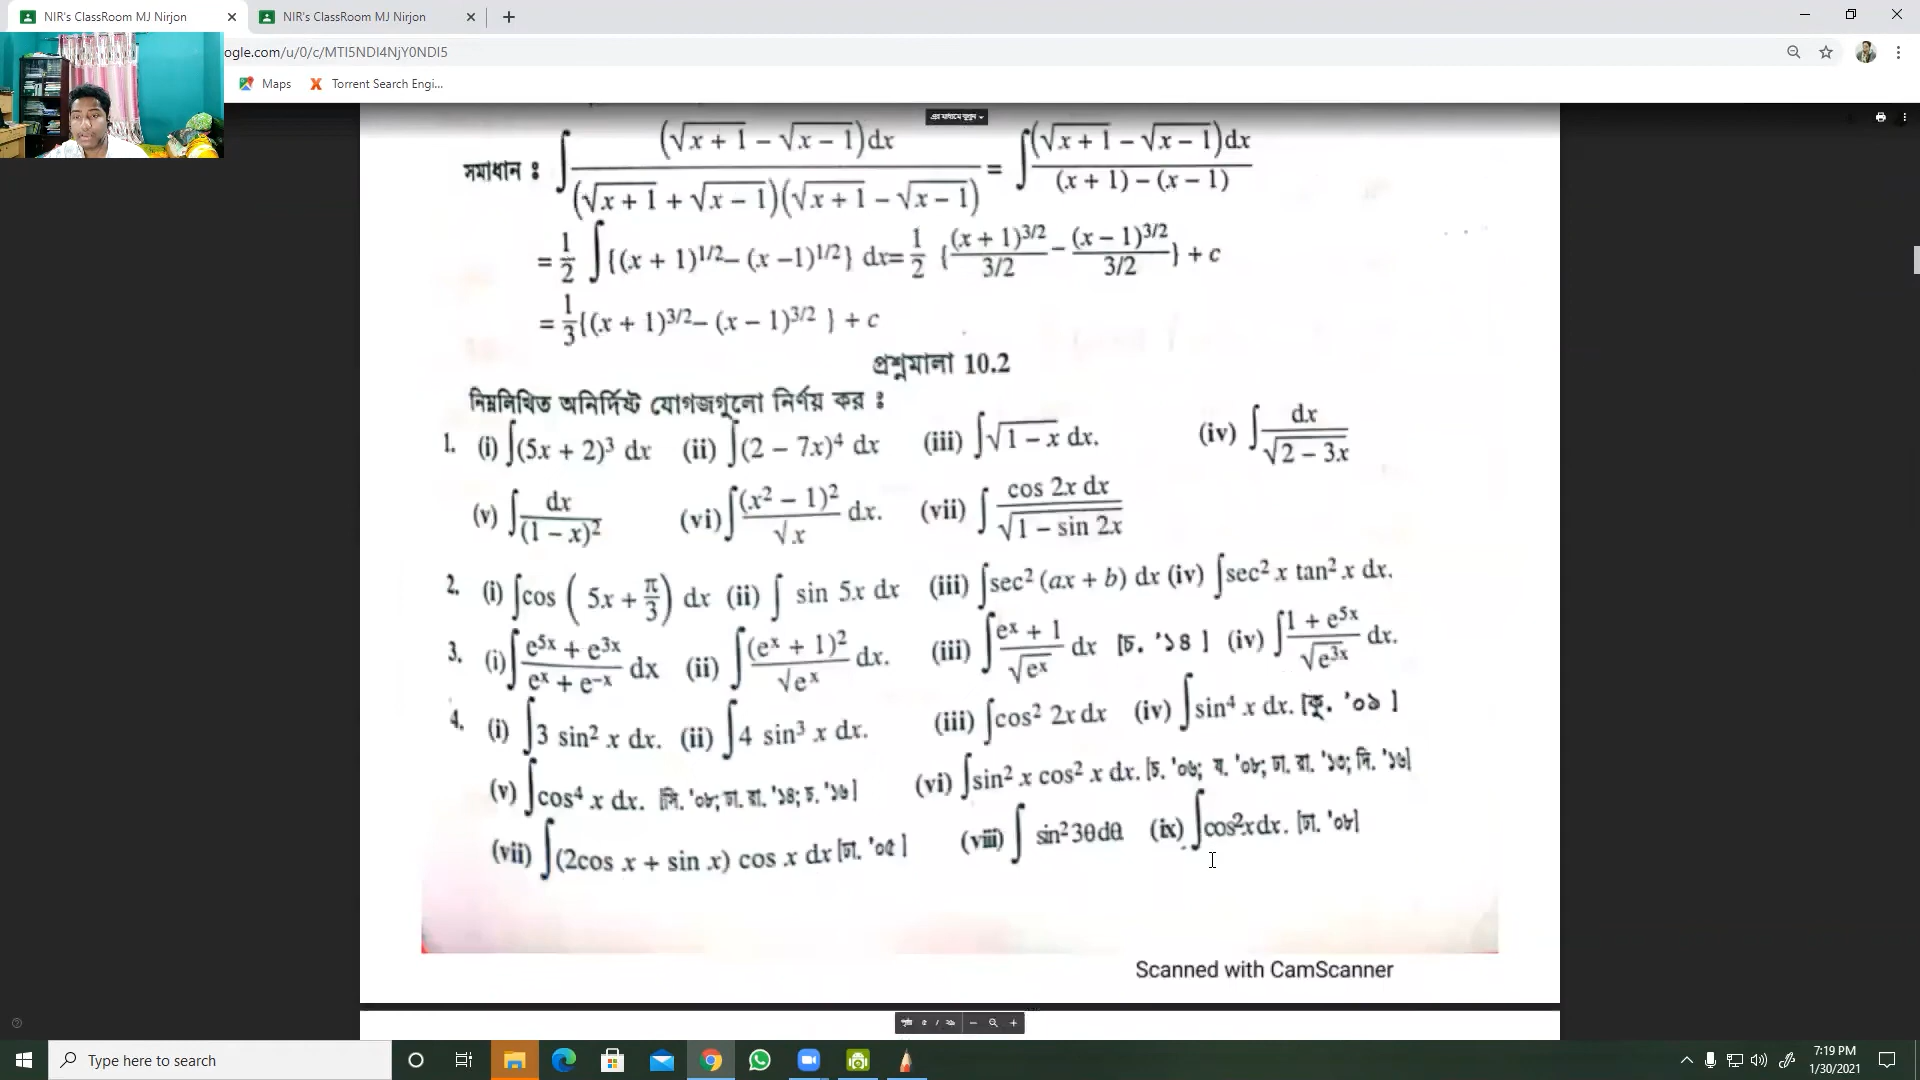 NIR's ClassRoom MJ Nirjon
NIR's ClassRoom MJ Nirjon
ogle.com/u/0/c/MTI5NDI4NjY0NDI5
Maps Torrent Search Engi...
সমাধান : ∫ (√x + 1 − √x − 1)dx / (√x + 1 + √x − 1)(√x + 1 − √x − 1) = ∫ (√x + 1 − √x − 1)dx / (x + 1) − (x − 1)
= 1/2 ∫{(x + 1)^1/2 − (x −1)^1/2} dx = 1/2 {(x + 1)^3/2 / 3/2 − (x − 1)^3/2 / 3/2} + c
= 1/3{(x + 1)^3/2 − (x − 1)^3/2 } + c
প্রশ্নমালা 10.2
নিম্নলিখিত অনির্দিষ্ট যোগজগুলো নির্ণয় কর :
1. (i) ∫(5x + 2)³ dx (ii) ∫(2 − 7x)⁴ dx (iii) ∫√1 − x dx. (iv) ∫ dx / √2 − 3x
(v) ∫ dx / (1 − x)² (vi) ∫ (x² − 1)² / √x dx. (vii) ∫ cos 2x dx / √1 − sin 2x
2. (i) ∫cos ( 5x + π/3 ) dx (ii) ∫ sin 5x dx (iii) ∫sec² (ax + b) dx (iv) ∫sec² x tan² x dx.
3. (i) ∫ e^5x + e^3x / e^x + e^−x dx (ii) ∫ (e^x + 1)² / √e^x dx. (iii) ∫ e^x + 1 / √e^x dx [চ. '১৪ ] (iv) ∫ 1 + e^5x / √e^3x dx.
4. (i) ∫3 sin² x dx. (ii) ∫4 sin³ x dx. (iii) ∫cos² 2x dx (iv) ∫sin⁴ x dx. [কু. '০৯ ]
(v) ∫cos⁴ x dx. [সি. '০৮; ঢা. রা. '১৪; চ. '১৬]
(vi) ∫sin² x cos² x dx. [চ. '০৬; য. '০৮; ঢা. রা. '১৩; দি. '১৬]
(vii) ∫(2cos x + sin x) cos x dx [ঢা. '০৫ ] (viii) ∫ sin² 3θdθ (ix) ∫cos²xdx. [ঢা. '০৮]
Scanned with CamScanner
Type here to search
7:19 PM
1/30/2021